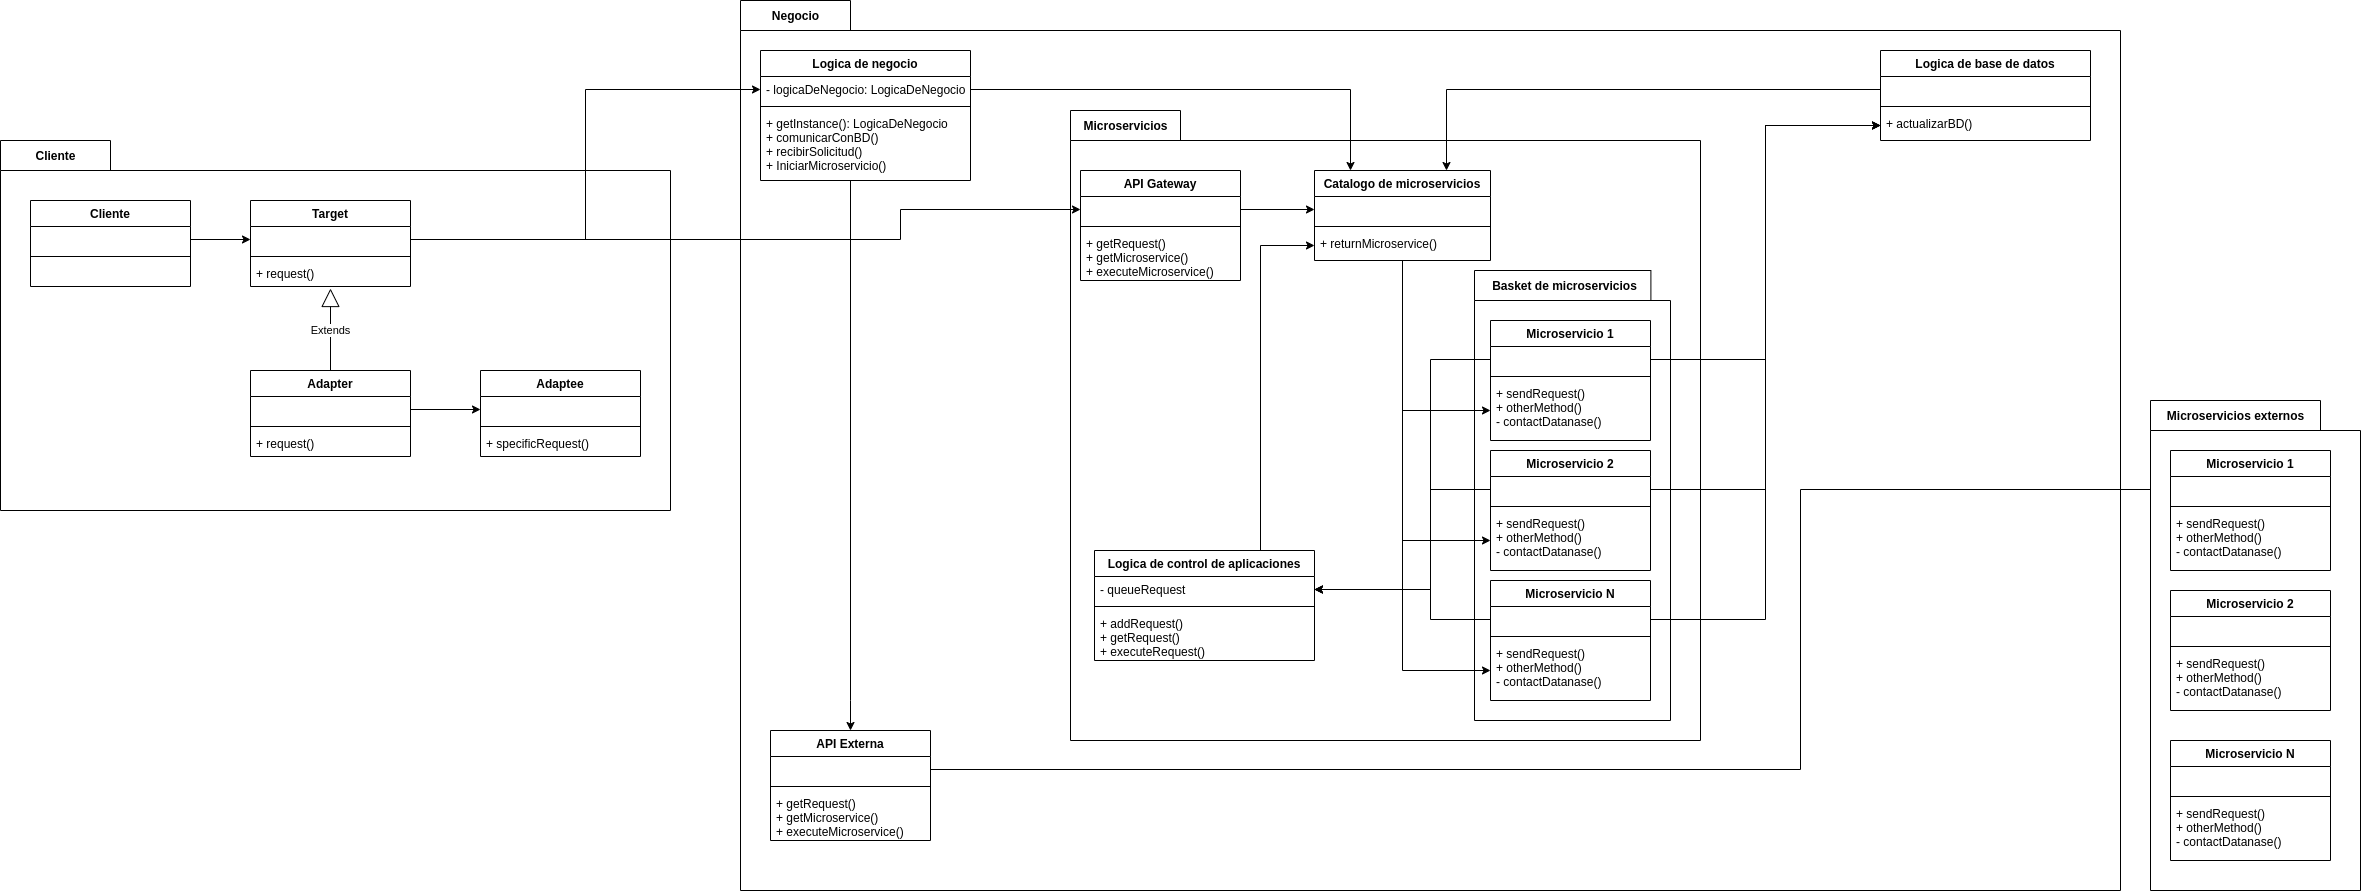 Negocio
Logica de negocio
- logicaDeNegocio: LogicaDeNegocio
+ getInstance(): LogicaDeNegocio
+ comunicarConBD()
+ recibirSolicitud()
+ IniciarMicroservicio()
Logica de base de datos
+ actualizarBD()
Cliente
Cliente
Target
+ request()
Extends
Adapter
+ request()
Adaptee
+ specificRequest()
Microservicios
API Gateway
+ getRequest()
+ getMicroservice()
+ executeMicroservice()
Catalogo de microservicios
+ returnMicroservice()
Basket de microservicios
Microservicio 1
+ sendRequest()
+ otherMethod()
- contactDatanase()
Microservicio 2
+ sendRequest()
+ otherMethod()
- contactDatanase()
Microservicio N
+ sendRequest()
+ otherMethod()
- contactDatanase()
Logica de control de aplicaciones
- queueRequest
+ addRequest()
+ getRequest()
+ executeRequest()
API Externa
+ getRequest()
+ getMicroservice()
+ executeMicroservice()
Microservicios externos
Microservicio 1
+ sendRequest()
+ otherMethod()
- contactDatanase()
Microservicio 2
+ sendRequest()
+ otherMethod()
- contactDatanase()
Microservicio N
+ sendRequest()
+ otherMethod()
- contactDatanase()